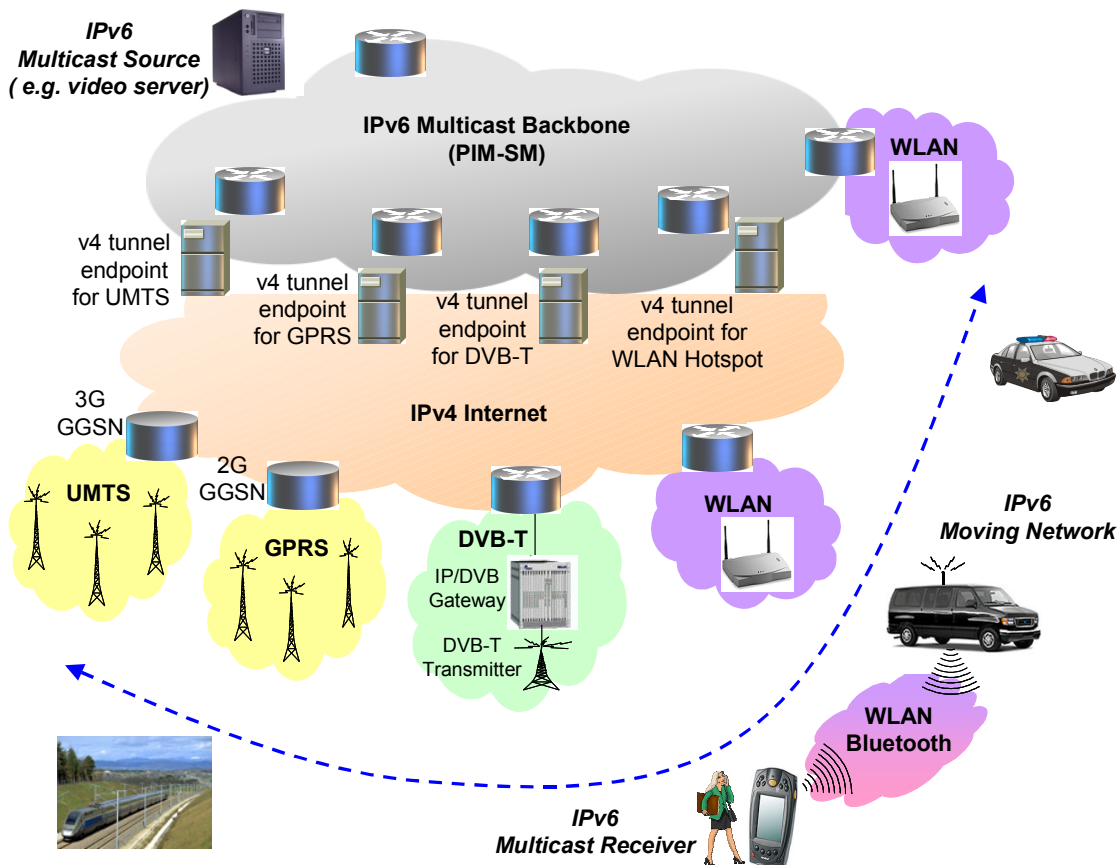 IPv6
Multicast Source
( e.g. video server)
IPv6 Multicast Backbone
(PIM-SM)
WLAN
v4 tunnel
endpoint
for UMTS
v4 tunnel
endpoint
for GPRS
v4 tunnel
endpoint
for DVB-T
v4 tunnel
endpoint for
WLAN Hotspot
IPv4 Internet
3G
GGSN
2G
GGSN
UMTS
GPRS
DVB-T
IP/DVB
Gateway
DVB-T
Transmitter
WLAN
IPv6
Moving Network
WLAN
Bluetooth
IPv6
Multicast Receiver